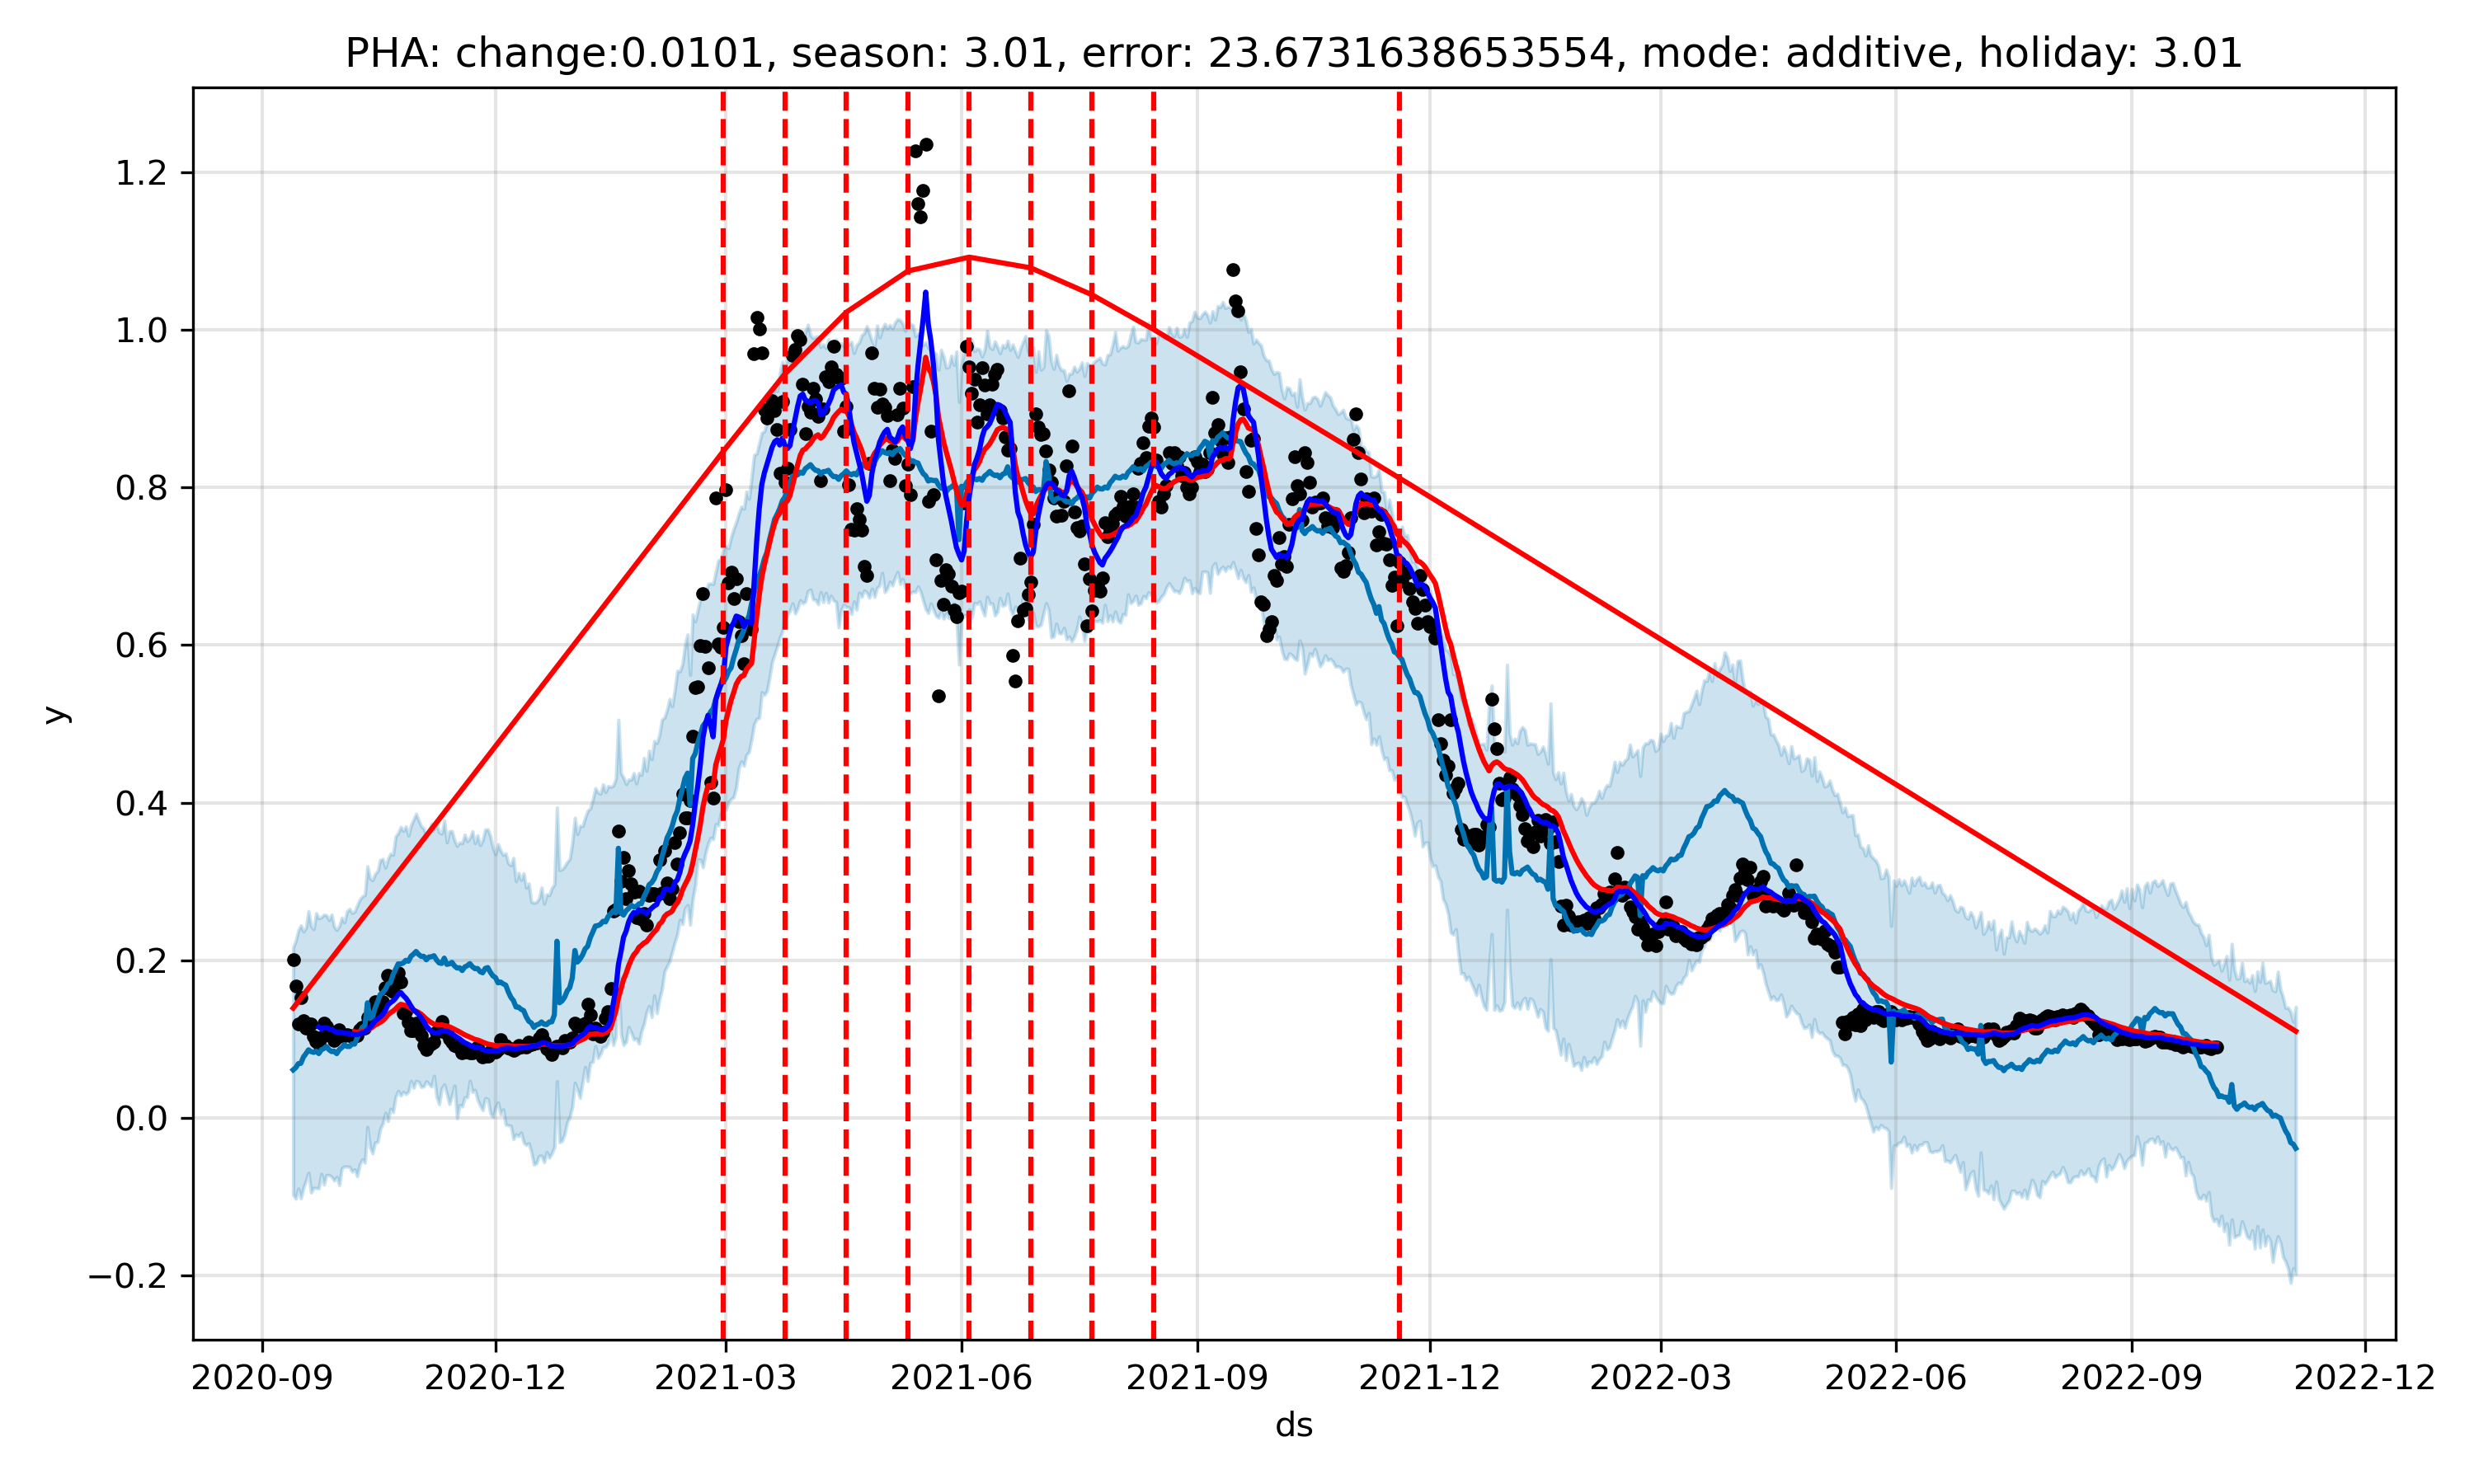 PHA: change:0.0101, season: 3.01, error: 23.6731638653554, mode: additive, holiday: 3.01
1.2
1.0
0.8
0.6
0.4
0.2
0.0
−0.2
y
2020-09 2020-12 2021-03 2021-06 2021-09 2021-12 2022-03 2022-06 2022-09 2022-12
ds